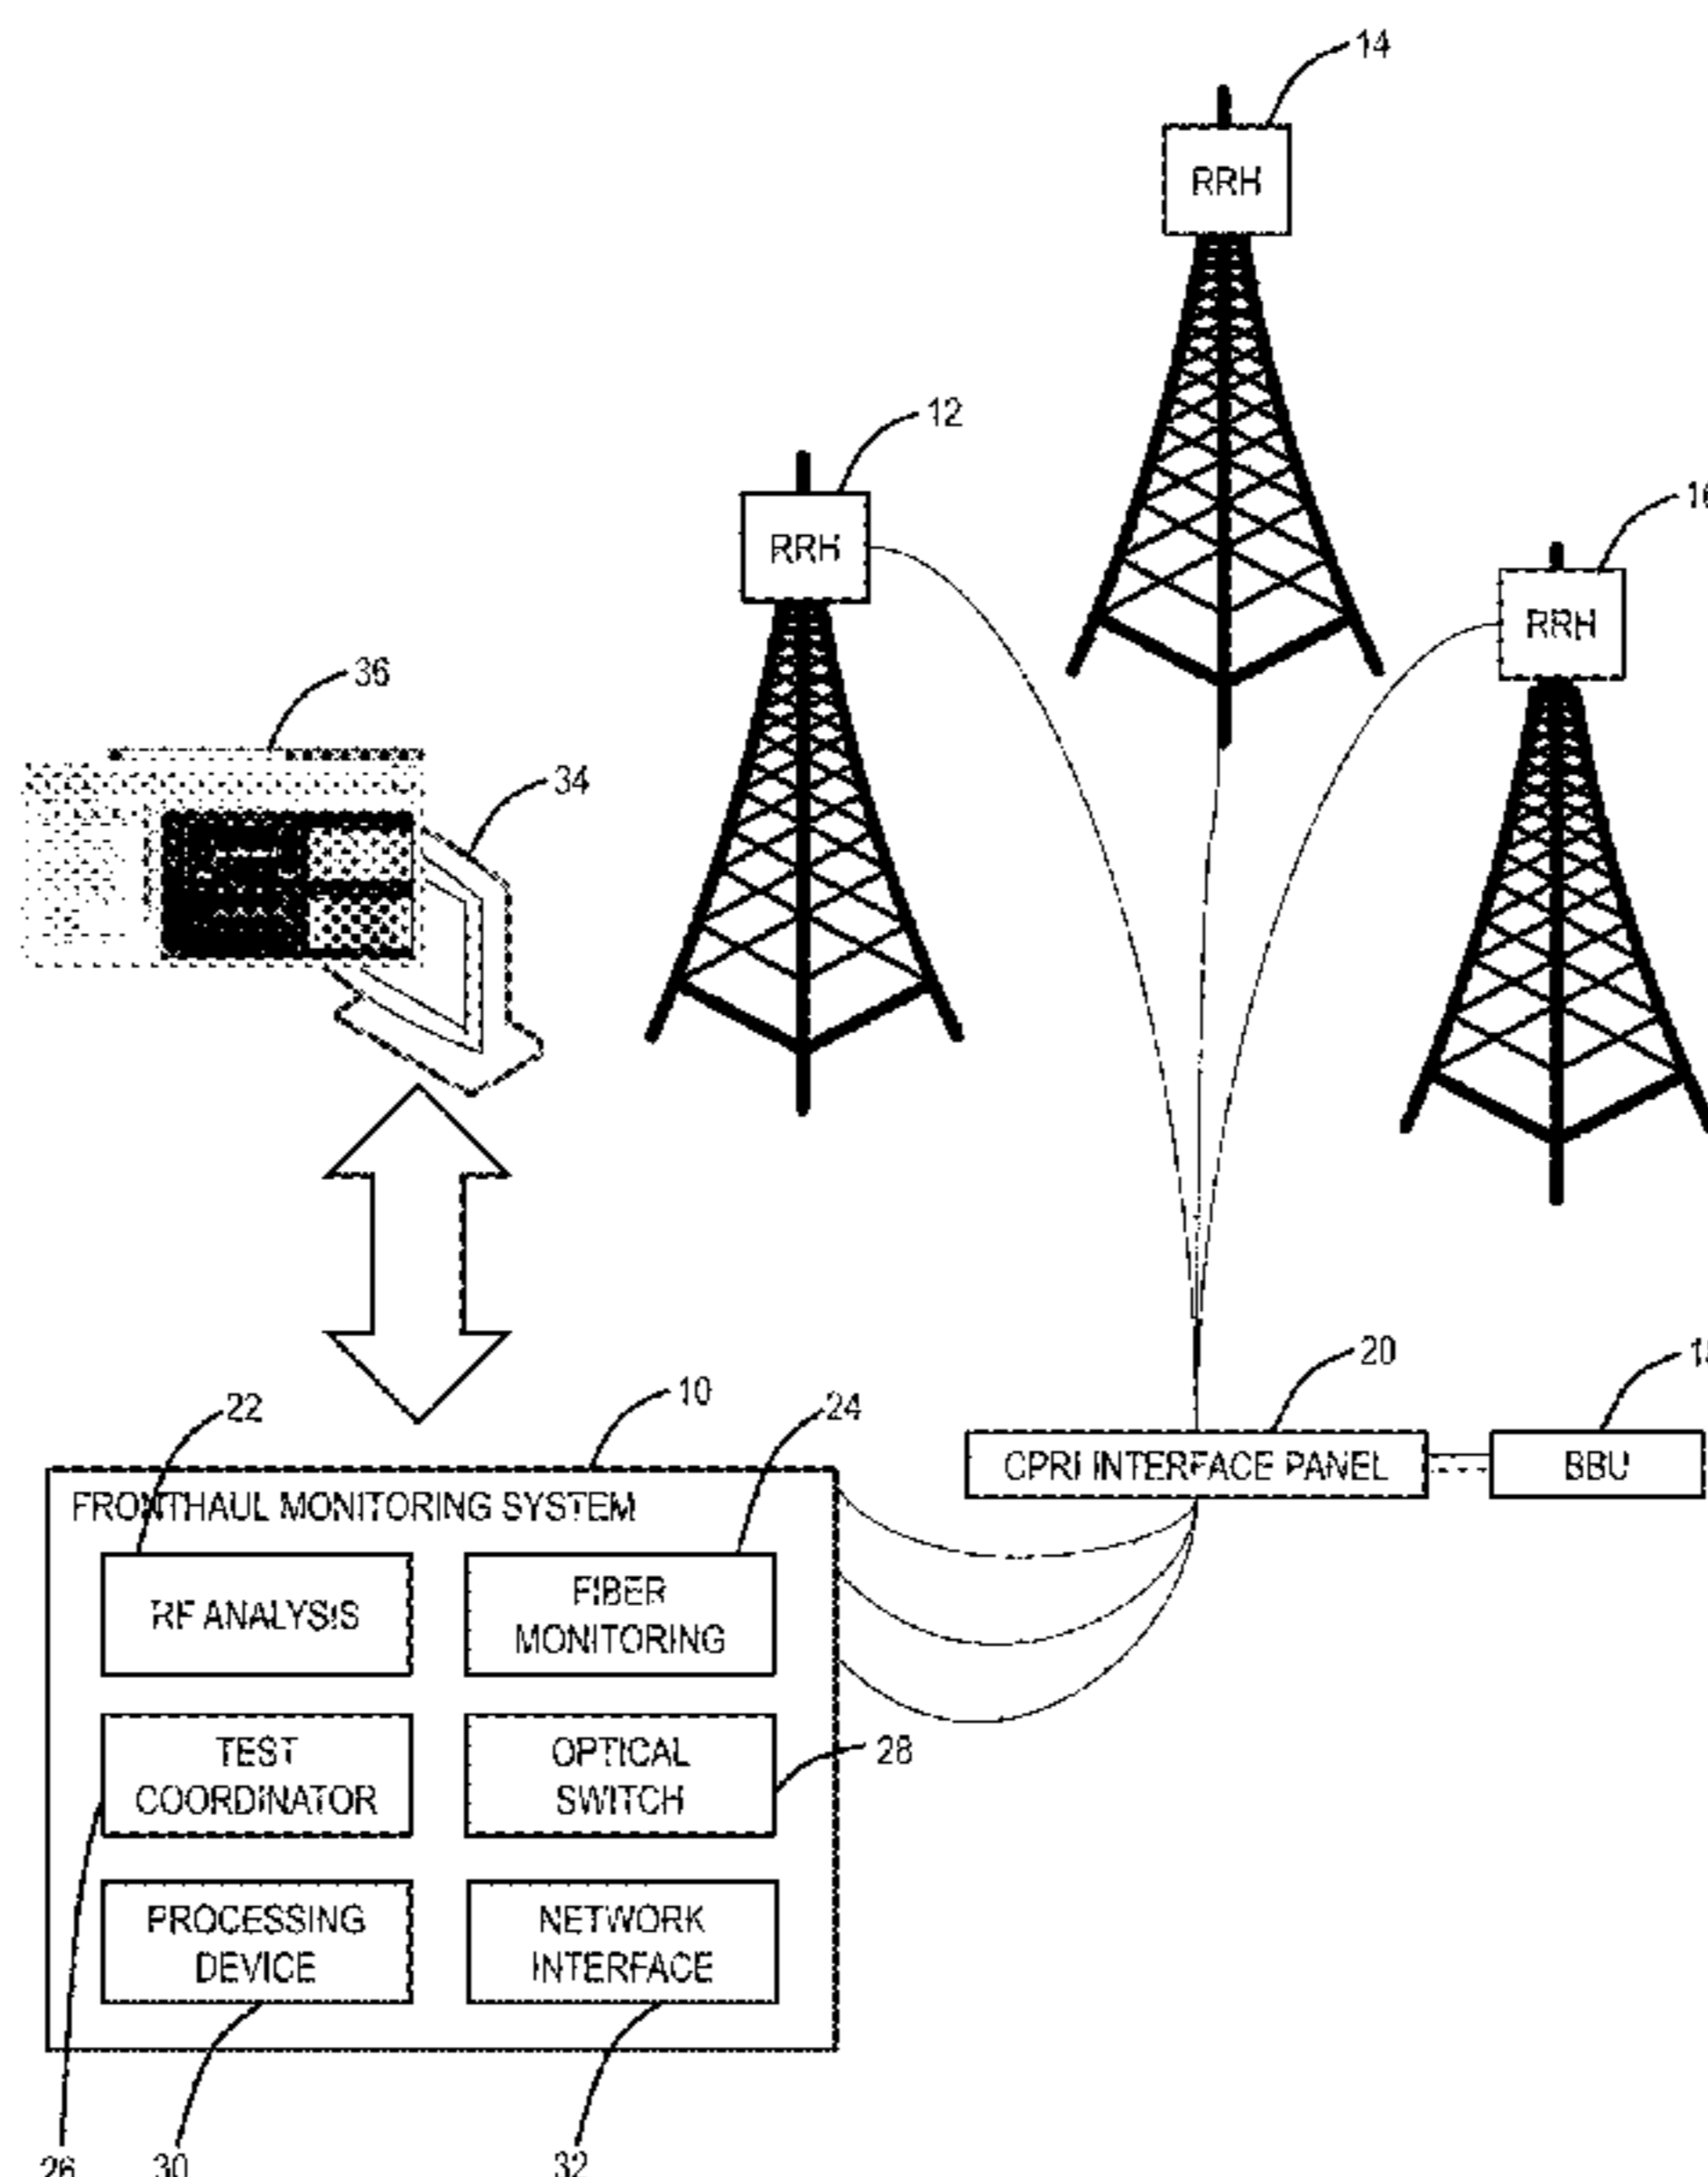 14
RRH
12
RRH
RRH
36
34
20
10
22
24
CPRI INTERFACE PANEL
BBU
FRONTHAUL MONITORING SYSTEM
RF ANALYSIS
FIBER
MONITORING
TEST
COORDINATOR
OPTICAL
SWITCH
28
PROCESSING
DEVICE
NETWORK
INTERFACE
26
30
32